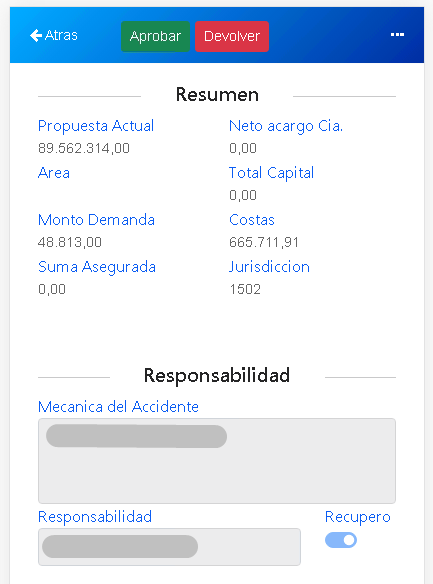 Atras Aprobar Devolver
Resumen
Propuesta Actual Neto acargo Cia.
89.562.314,00 0,00
Area Total Capital
0,00
Monto Demanda Costas
48.813,00 665.711,91
Suma Asegurada Jurisdiccion
0,00 1502
Responsabilidad
Mecanica del Accidente
Responsabilidad Recupero